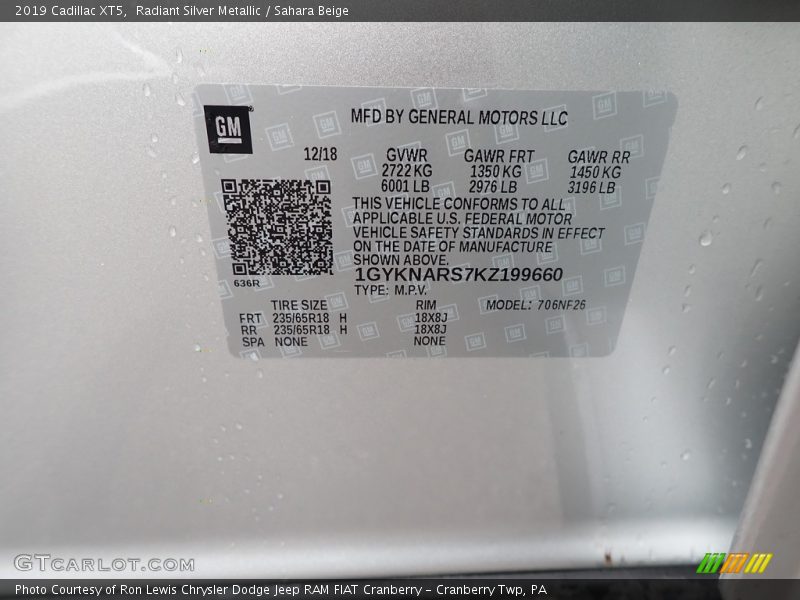 2019 Cadillac XT5, Radiant Silver Metallic / Sahara Beige
GM
MFD BY GENERAL MOTORS LLC
12/18 GVWR GAWR FRT GAWR RR
2722 KG 1350 KG 1450 KG
6001 LB 2976 LB 3196 LB
THIS VEHICLE CONFORMS TO ALL
APPLICABLE U.S. FEDERAL MOTOR
VEHICLE SAFETY STANDARDS IN EFFECT
ON THE DATE OF MANUFACTURE
SHOWN ABOVE.
1GYKNARS7KZ199660
636R TYPE: M.P.V.
TIRE SIZE RIM MODEL: 706NF26
FRT 235/65R18 H 18X8J
RR 235/65R18 H 18X8J
SPA NONE NONE
GTCARLOT.COM
Photo Courtesy of Ron Lewis Chrysler Dodge Jeep RAM FIAT Cranberry – Cranberry Twp, PA